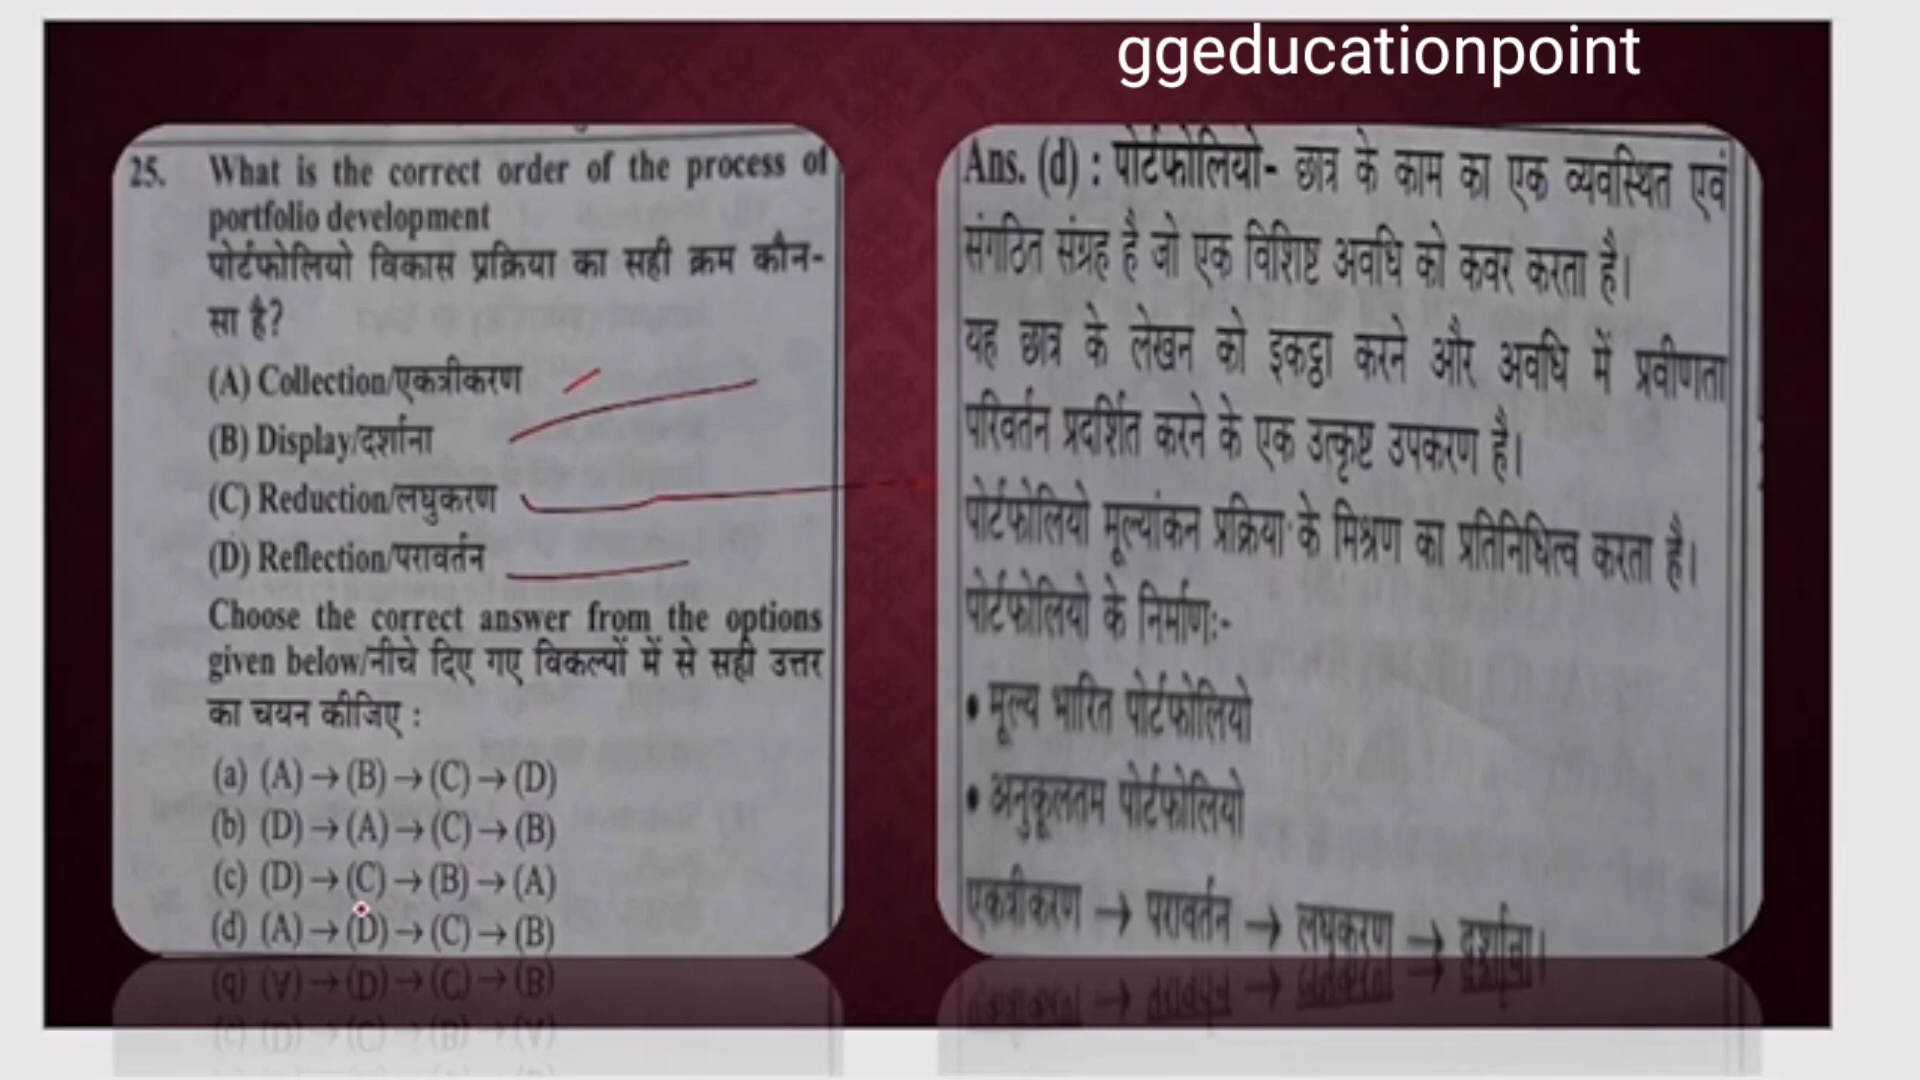 ggeducationpoint
25. What is the correct order of the process of
portfolio development
पोर्टफोलियो विकास प्रक्रिया का सही क्रम कौन-
सा है?
(A) Collection/एकत्रीकरण
(B) Display/दर्शाना
(C) Reduction/लघुकरण
(D) Reflection/परावर्तन
Choose the correct answer from the options
given below/नीचे दिए गए विकल्पों में से सही उत्तर
का चयन कीजिए :
(a) (A)→(B)→(C)→(D)
(b) (D)→(A)→(C)→(B)
(c) (D)→(C)→(B)→(A)
(d) (A)→(D)→(C)→(B)
Ans. (d) : पोर्टफोलियो- छात्र के काम का एक व्यवस्थित एवं
संगठित संग्रह है जो एक विशिष्ट अवधि को कवर करता है।
यह छात्र के लेखन को इकट्ठा करने और अवधि में प्रवीणता
परिवर्तन प्रदर्शित करने के एक उत्कृष्ट उपकरण है।
पोर्टफोलियो मूल्यांकन प्रक्रिया के मिश्रण का प्रतिनिधित्व करता है।
पोर्टफोलियो के निर्माण:-
• मूल्य भारित पोर्टफोलियो
• अनुकूलतम पोर्टफोलियो
एकत्रीकरण → परावर्तन → लघुकरण → दर्शाना।